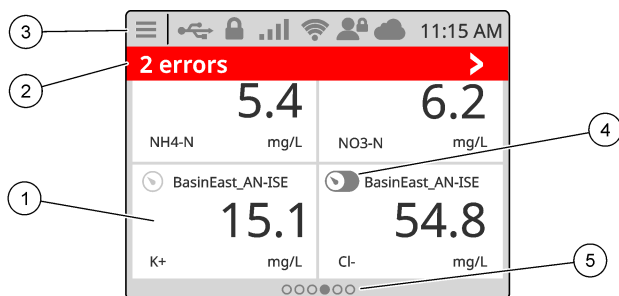 3
11:15 AM
2
2 errors
5.4
6.2
NH4-N mg/L
NO3-N mg/L
4
1
BasinEast_AN-ISE
BasinEast_AN-ISE
15.1
54.8
K+ mg/L
Cl- mg/L
5